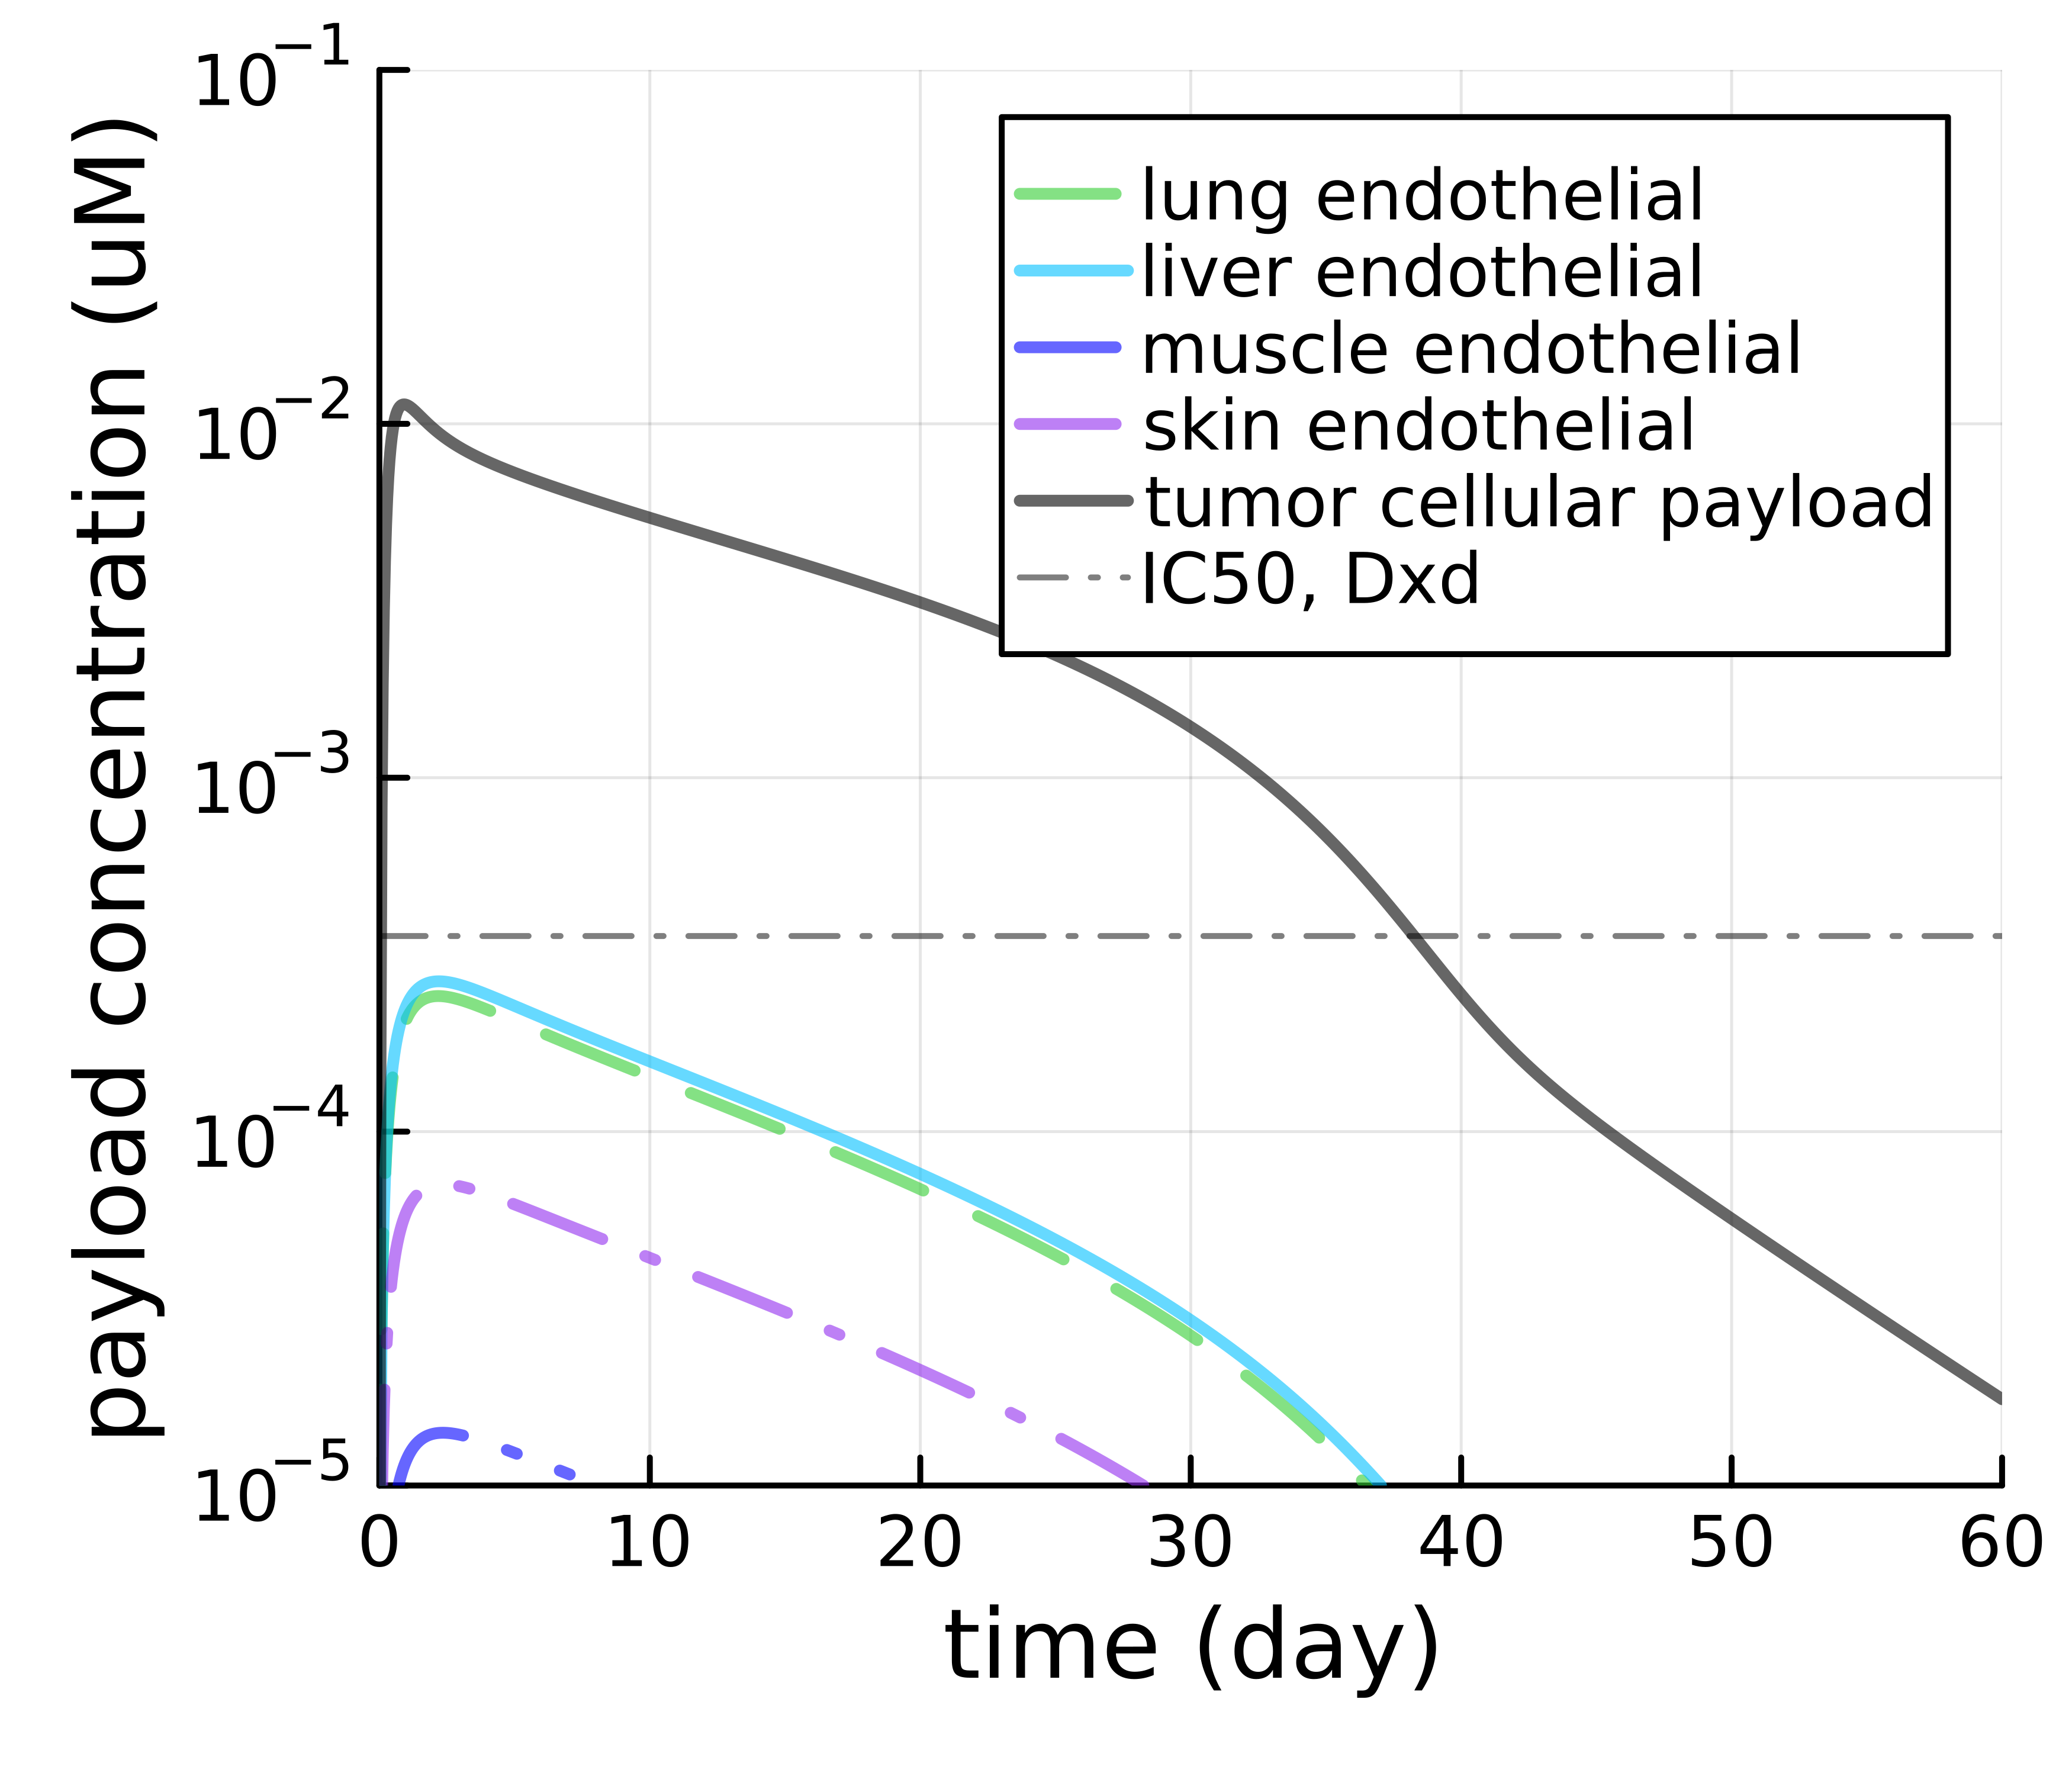 payload concentration (uM)
10−1
10−2
10−3
10−4
10−5
lung endothelial
liver endothelial
muscle endothelial
skin endothelial
tumor cellular payload
IC50, Dxd
0 10 20 30 40 50 60
time (day)